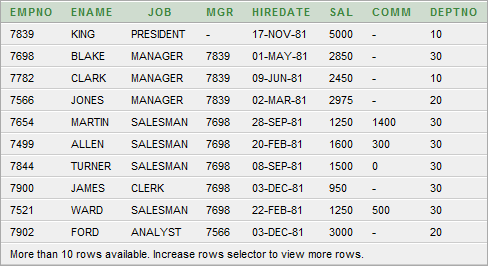 EMPNO ENAME JOB MGR HIREDATE SAL COMM DEPTNO
7839 KING PRESIDENT - 17-NOV-81 5000 - 10
7698 BLAKE MANAGER 7839 01-MAY-81 2850 - 30
7782 CLARK MANAGER 7839 09-JUN-81 2450 - 10
7566 JONES MANAGER 7839 02-MAR-81 2975 - 20
7654 MARTIN SALESMAN 7698 28-SEP-81 1250 1400 30
7499 ALLEN SALESMAN 7698 20-FEB-81 1600 300 30
7844 TURNER SALESMAN 7698 08-SEP-81 1500 0 30
7900 JAMES CLERK 7698 03-DEC-81 950 - 30
7521 WARD SALESMAN 7698 22-FEB-81 1250 500 30
7902 FORD ANALYST 7566 03-DEC-81 3000 - 20
More than 10 rows available. Increase rows selector to view more rows.